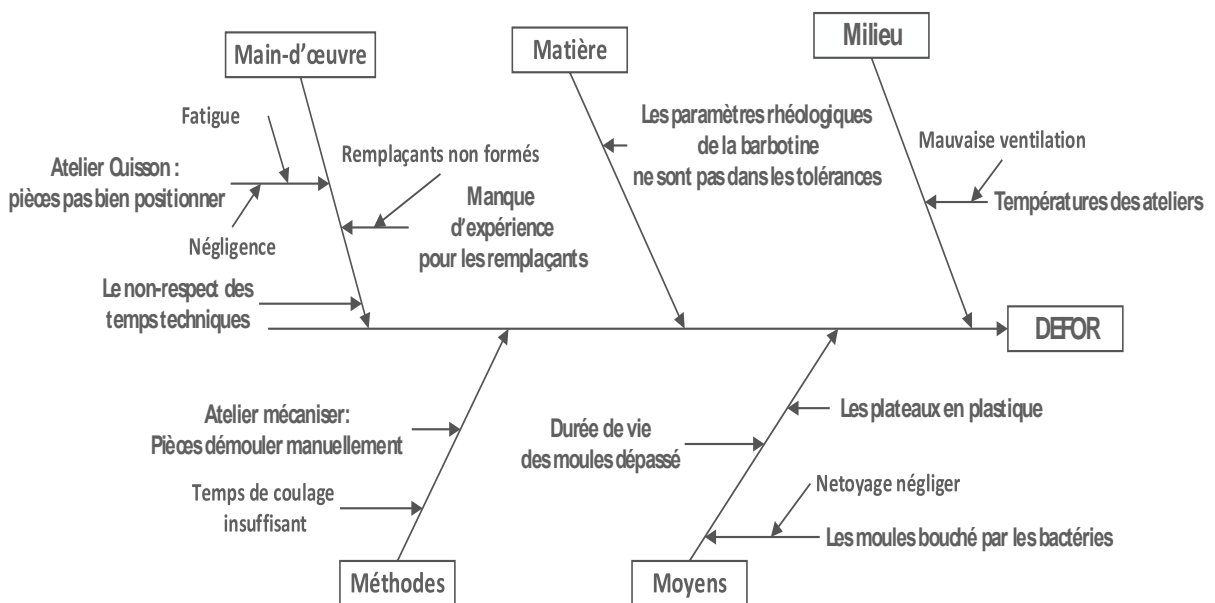 Main-d'œuvre
Matière
Milieu
Fatigue
Atelier Cuisson :
pièces pas bien positionner
Négligence
Remplaçants non formés
Manque
d'expérience
pour les remplaçants
Le non-respect des
temps techniques
Les paramètres rhéologiques
de la barbotine
ne sont pas dans les tolérances
Mauvaise ventilation
Températures des ateliers
DEFOR
Atelier mécaniser:
Pièces démouler manuellement
Temps de coulage
insuffisant
Durée de vie
des moules dépassé
Les plateaux en plastique
Netoyage négliger
Les moules bouché par les bactéries
Méthodes
Moyens